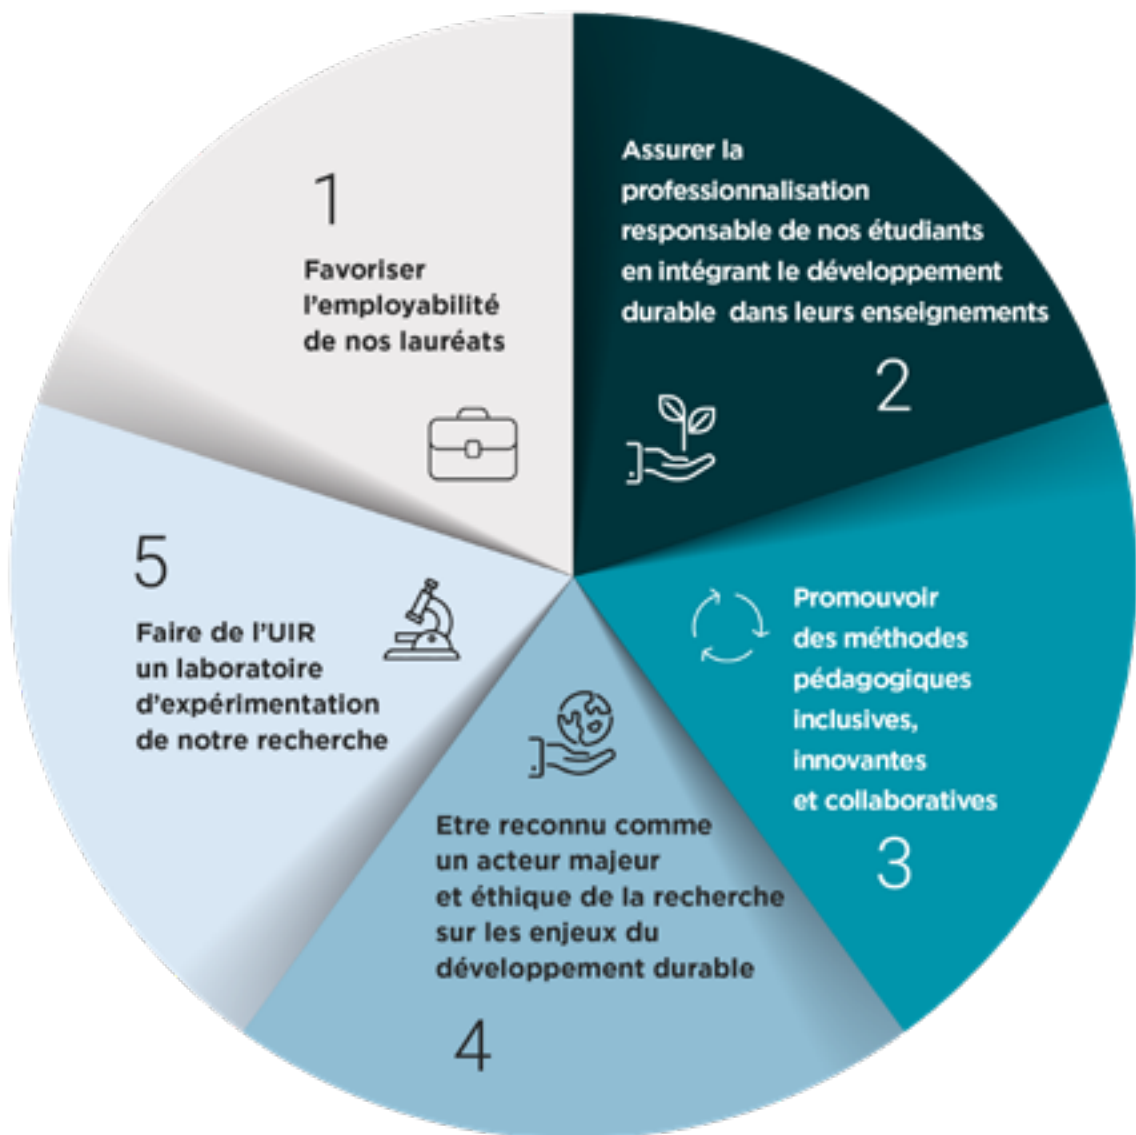 1
Favoriser
l'employabilité
de nos lauréats
Assurer la
professionnalisation
responsable de nos étudiants
en intégrant le développement
durable dans leurs enseignements
2
Promouvoir
des méthodes
pédagogiques
inclusives,
innovantes
et collaboratives
3
Etre reconnu comme
un acteur majeur
et éthique de la recherche
sur les enjeux du
développement durable
4
5
Faire de l'UIR
un laboratoire
d'expérimentation
de notre recherche